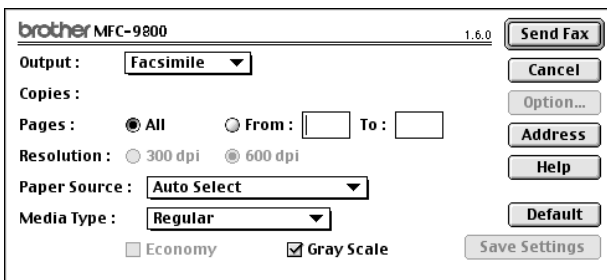 brother MFC-9800 1.6.0 Send Fax
Output : Facsimile Cancel
Copies : Option...
Pages : All From : To : Address
Resolution : 300 dpi 600 dpi Help
Paper Source : Auto Select
Media Type : Regular Default
Economy Gray Scale Save Settings